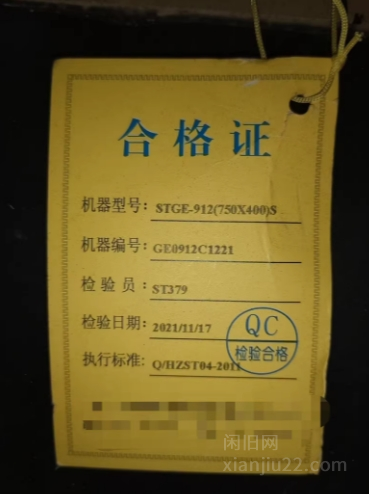 合格证
机器型号: STGE-912(750X400)S
机器编号: GE0912C1221
检验员: ST379
检验日期: 2021/11/17
QC
检验合格
执行标准: Q/HZST04-2011
闲旧网
xianjiu22.com